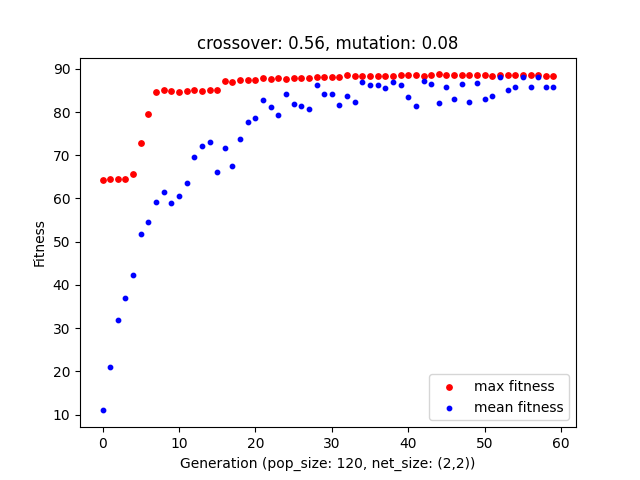 crossover: 0.56, mutation: 0.08
90
80
70
60
50
40
30
20
10
Fitness
0 10 20 30 40 50 60
Generation (pop_size: 120, net_size: (2,2))
max fitness
mean fitness